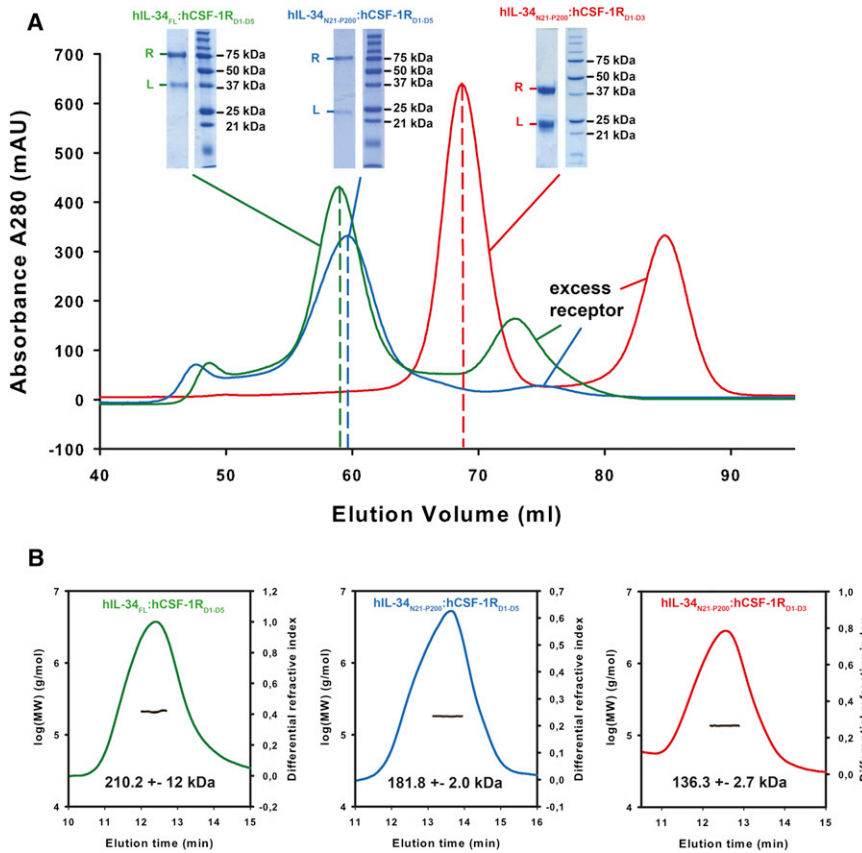 A
hIL-34FL:hCSF-1RD1-D5
hIL-34N21-P200:hCSF-1RD1-D5
hIL-34N21-P200:hCSF-1RD1-D3
R
L
75 kDa
50 kDa
37 kDa
25 kDa
21 kDa
R
L
75 kDa
50 kDa
37 kDa
25 kDa
21 kDa
R
L
75 kDa
50 kDa
37 kDa
25 kDa
21 kDa
700
600
500
400
300
200
100
0
-100
Absorbance A280 (mAU)
excess
receptor
40
50
60
70
80
90
Elution Volume (ml)
B
hIL-34FL:hCSF-1RD1-D5
7
6
5
4
log(MW) (g/mol)
1,2
1,0
0,8
0,6
0,4
0,2
0,0
-0,2
Differential refractive index
210.2 +- 12 kDa
10
11
12
13
14
15
Elution time (min)
hIL-34N21-P200:hCSF-1RD1-D5
7
6
5
4
log(MW) (g/mol)
0,7
0,6
0,5
0,4
0,3
0,2
0,1
0,0
-0,1
Differential refractive index
181.8 +- 2.0 kDa
11
12
13
14
15
16
Elution time (min)
hIL-34N21-P200:hCSF-1RD1-D3
7
6
5
4
log(MW) (g/mol)
1,0
0,8
0,6
0,4
0,2
0,0
136.3 +- 2.7 kDa
11
12
13
14
15
Elution time (min)